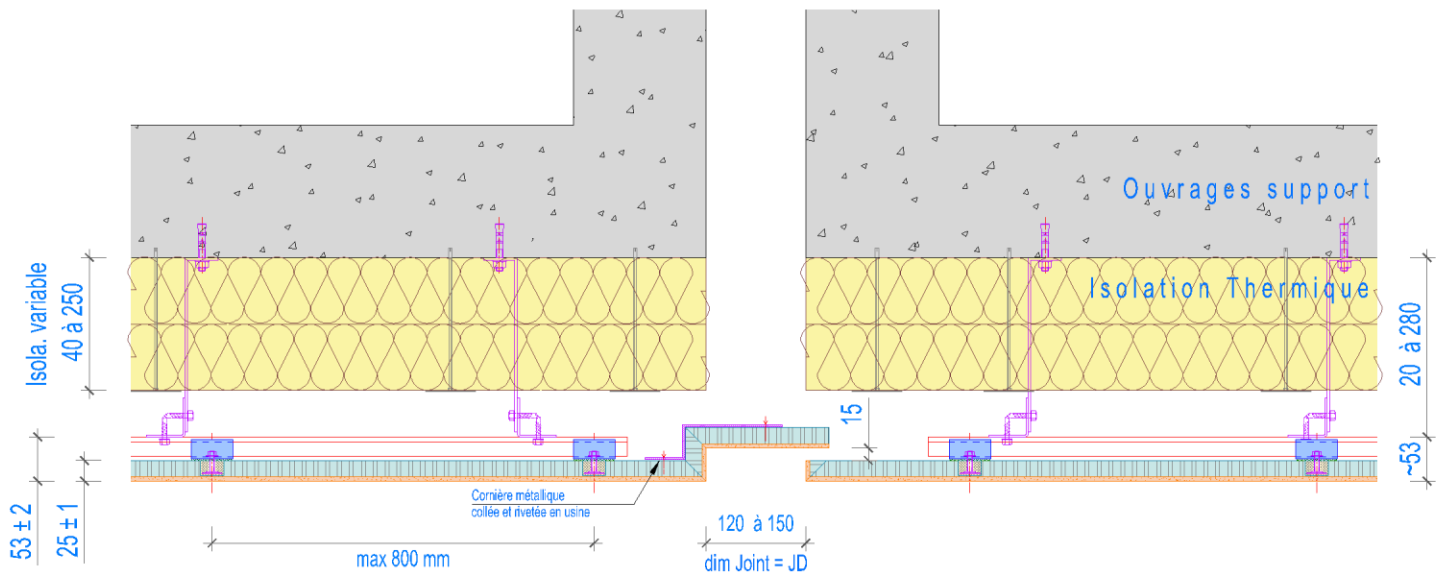 Ouvrages support
Isolation Thermique
Isola. variable
40 à 250
20 à 280
15
~53
53 ± 2
25 ± 1
Cornière métallique
collée et rivetée en usine
max 800 mm
120 à 150
dim Joint = JD